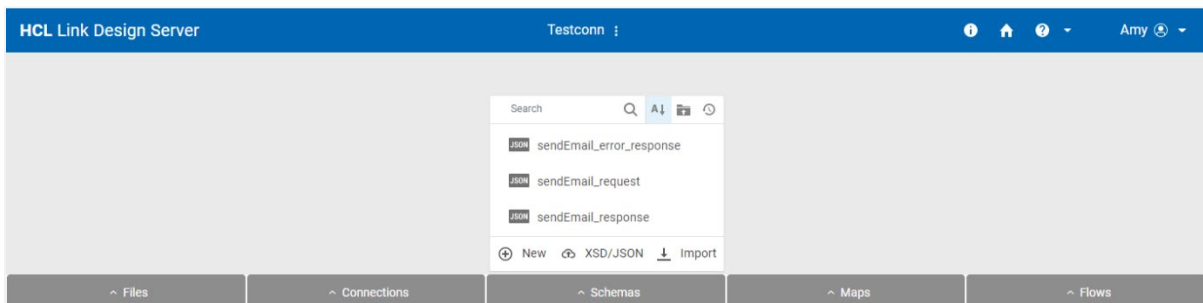 HCL Link Design Server Testconn Amy
Search A
JSON sendEmail_error_response
JSON sendEmail_request
JSON sendEmail_response
New XSD/JSON Import
Files Connections Schemas Maps Flows